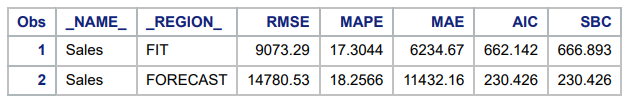 Obs _NAME_ _REGION_ RMSE MAPE MAE AIC SBC
1 Sales FIT 9073.29 17.3044 6234.67 662.142 666.893
2 Sales FORECAST 14780.53 18.2566 11432.16 230.426 230.426